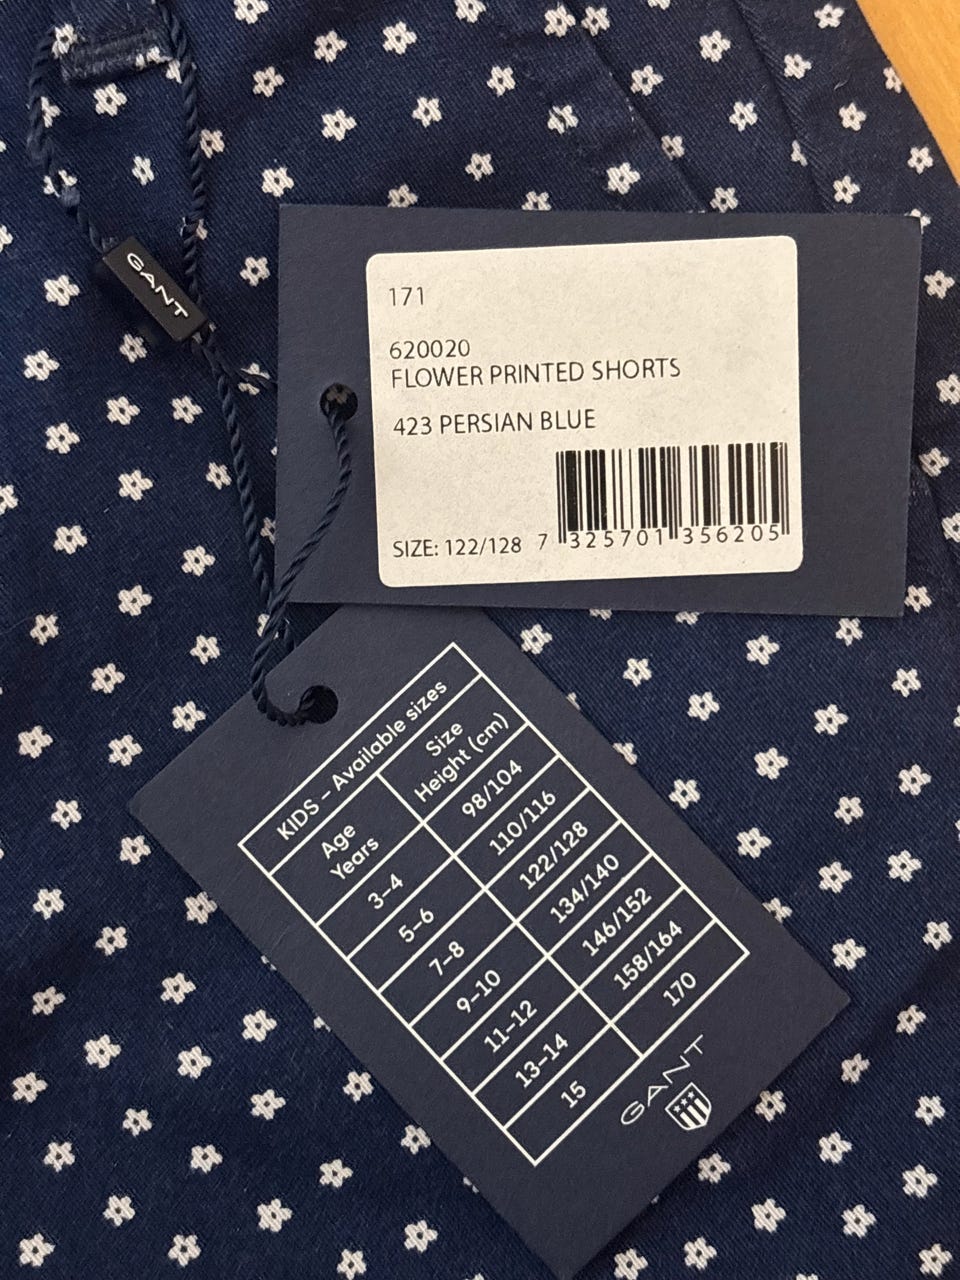 GANT
171
620020
FLOWER PRINTED SHORTS
423 PERSIAN BLUE
SIZE: 122/128
7 325701 356205
KIDS – Available sizes
Age Years Size Height (cm)
3–4 98/104
5–6 110/116
7–8 122/128
9–10 134/140
11–12 146/152
13–14 158/164
15 170
GANT